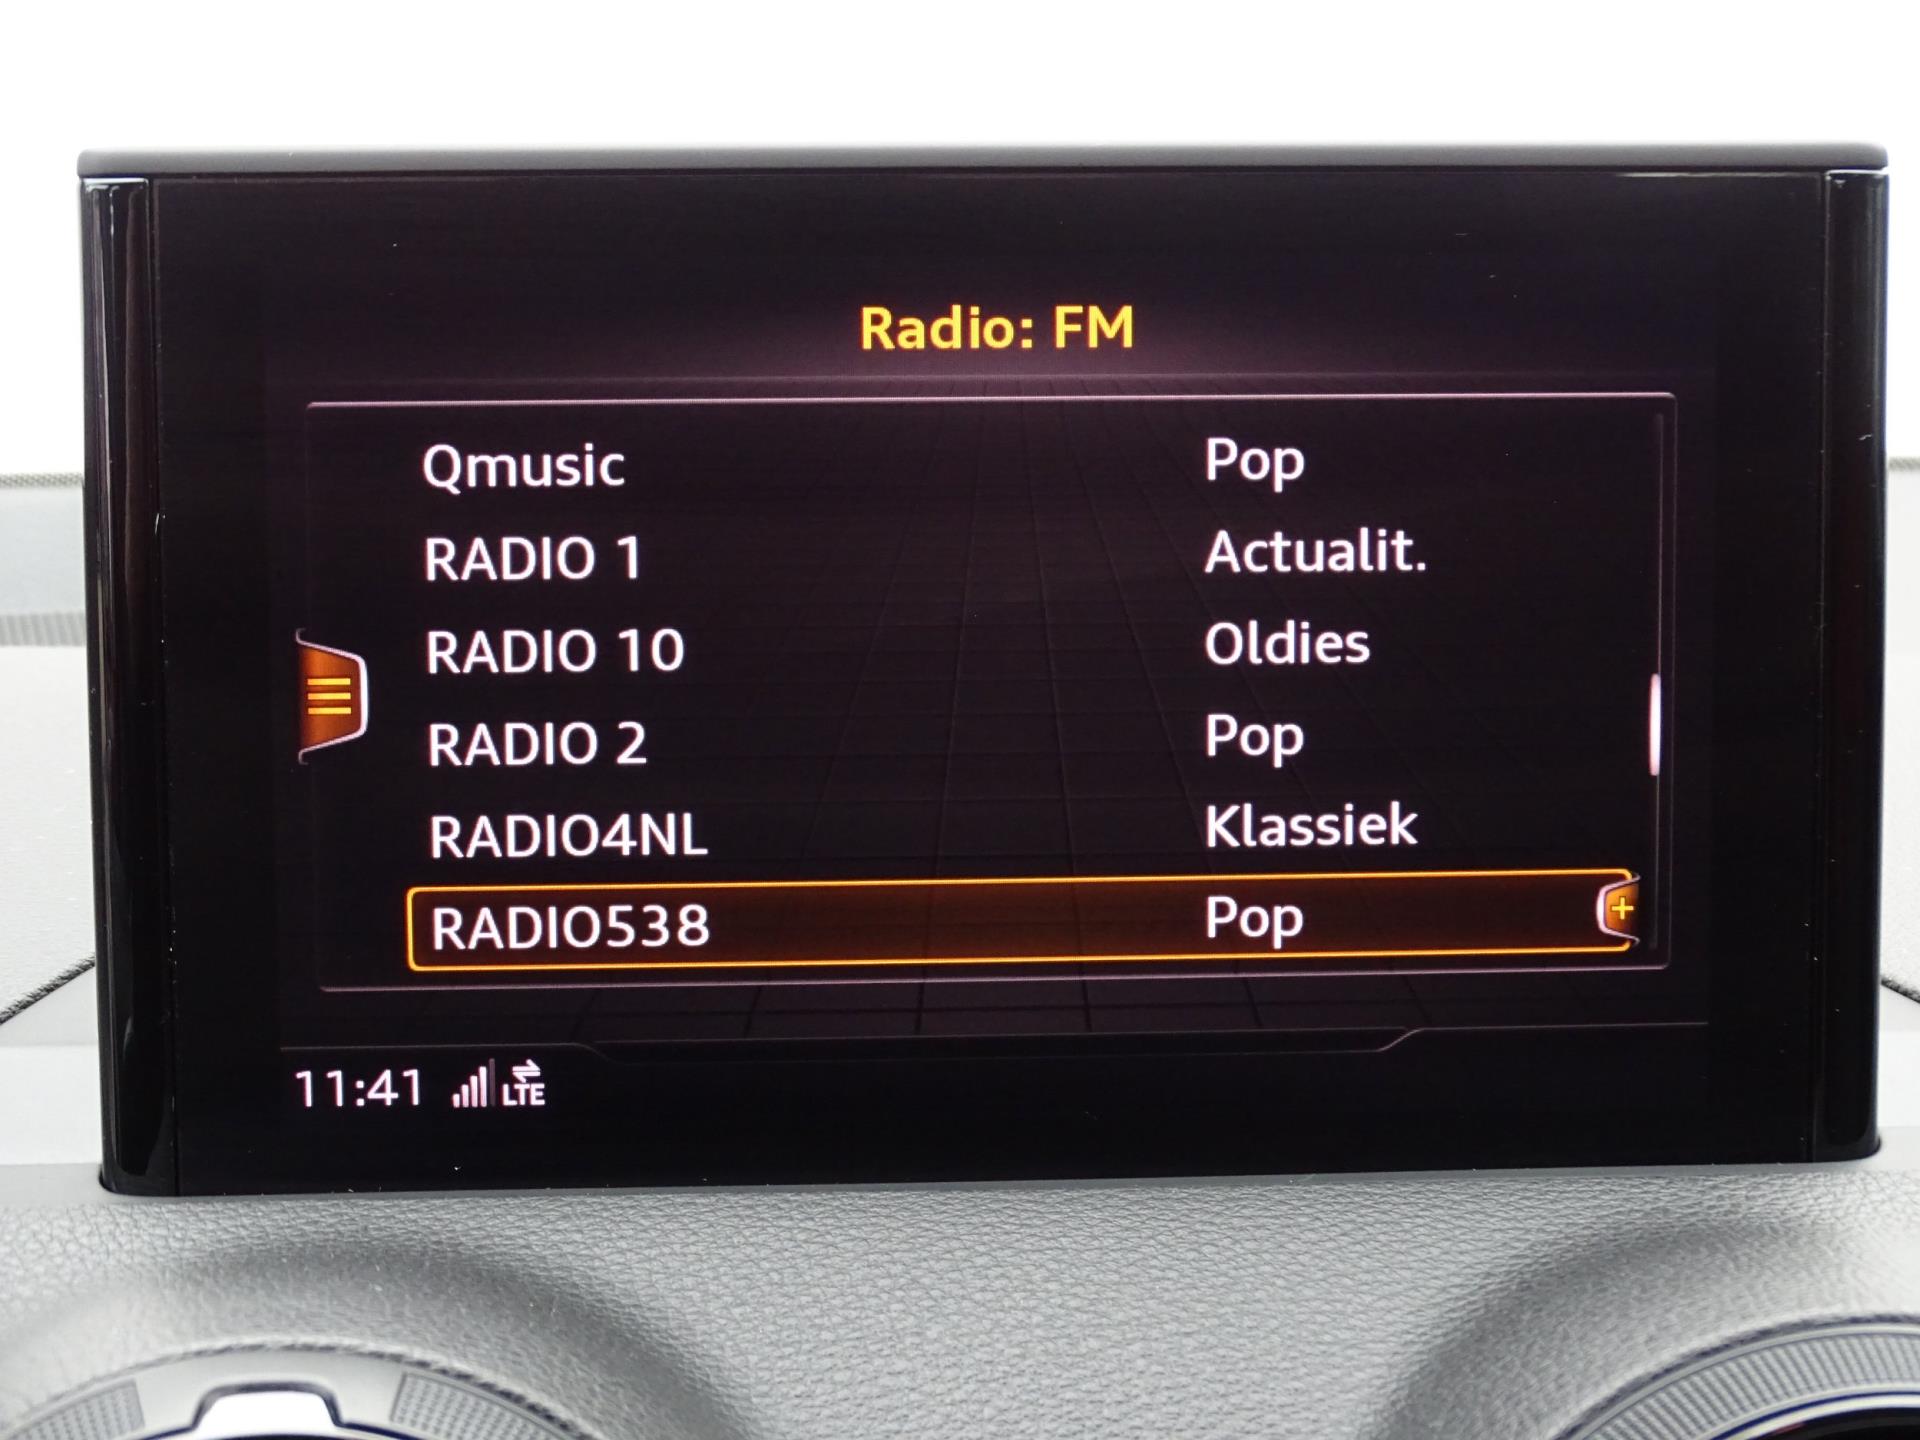 Radio: FM
Qmusic Pop
RADIO 1 Actualit.
RADIO 10 Oldies
RADIO 2 Pop
RADIO4NL Klassiek
RADIO538 Pop
11:41 LTE